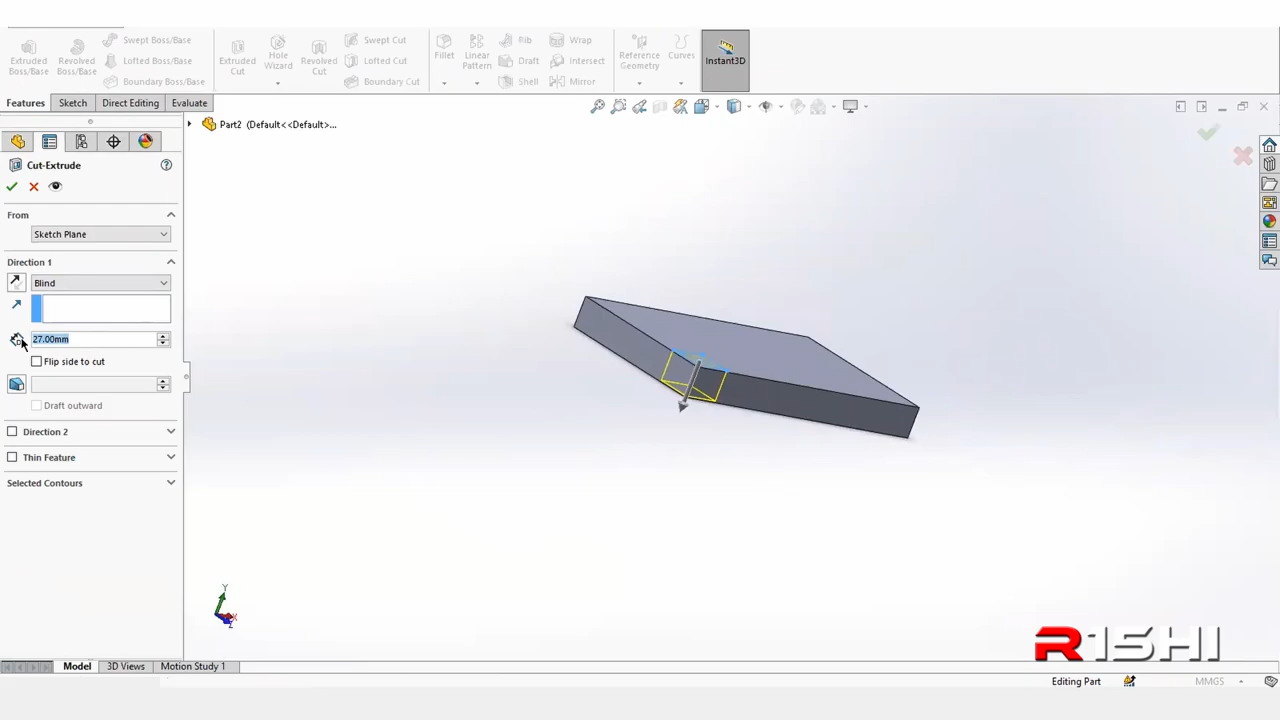 Extruded Boss/Base
Revolved Boss/Base
Swept Boss/Base
Lofted Boss/Base
Boundary Boss/Base
Extruded Cut
Hole Wizard
Revolved Cut
Swept Cut
Lofted Cut
Boundary Cut
Fillet
Linear Pattern
Rib
Draft
Shell
Wrap
Intersect
Mirror
Reference Geometry
Curves
Instant3D
Features
Sketch
Direct Editing
Evaluate
Part2 (Default<<Default>...
Cut-Extrude
From
Sketch Plane
Direction 1
Blind
27.00mm
Flip side to cut
Draft outward
Direction 2
Thin Feature
Selected Contours
Y
X
Z
R15HI
Model
3D Views
Motion Study 1
Editing Part
MMGS